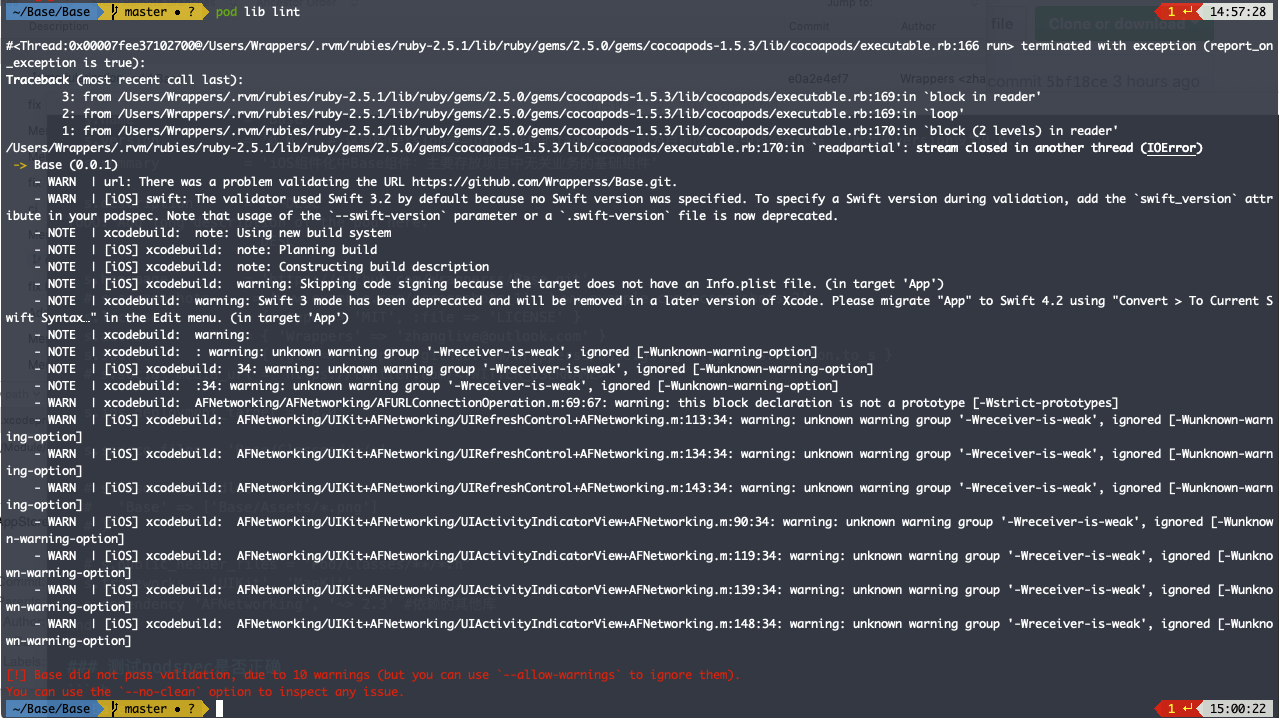 ~/Base/Base master ● ? pod lib lint 1 ↵ 14:57:28
#<Thread:0x00007fee37102700@/Users/Wrappers/.rvm/rubies/ruby-2.5.1/lib/ruby/gems/2.5.0/gems/cocoapods-1.5.3/lib/cocoapods/executable.rb:166 run> terminated with exception (report_on
_exception is true):
Traceback (most recent call last):
3: from /Users/Wrappers/.rvm/rubies/ruby-2.5.1/lib/ruby/gems/2.5.0/gems/cocoapods-1.5.3/lib/cocoapods/executable.rb:169:in `block in reader'
2: from /Users/Wrappers/.rvm/rubies/ruby-2.5.1/lib/ruby/gems/2.5.0/gems/cocoapods-1.5.3/lib/cocoapods/executable.rb:169:in `loop'
1: from /Users/Wrappers/.rvm/rubies/ruby-2.5.1/lib/ruby/gems/2.5.0/gems/cocoapods-1.5.3/lib/cocoapods/executable.rb:170:in `block (2 levels) in reader'
/Users/Wrappers/.rvm/rubies/ruby-2.5.1/lib/ruby/gems/2.5.0/gems/cocoapods-1.5.3/lib/cocoapods/executable.rb:170:in `readpartial': stream closed in another thread (IOError)
-> Base (0.0.1)
- WARN | url: There was a problem validating the URL https://github.com/Wrapperss/Base.git.
- WARN | [iOS] swift: The validator used Swift 3.2 by default because no Swift version was specified. To specify a Swift version during validation, add the `swift_version` attr
ibute in your podspec. Note that usage of the `--swift-version` parameter or a `.swift-version` file is now deprecated.
- NOTE | xcodebuild: note: Using new build system
- NOTE | [iOS] xcodebuild: note: Planning build
- NOTE | [iOS] xcodebuild: note: Constructing build description
- NOTE | [iOS] xcodebuild: warning: Skipping code signing because the target does not have an Info.plist file. (in target 'App')
- NOTE | xcodebuild: warning: Swift 3 mode has been deprecated and will be removed in a later version of Xcode. Please migrate "App" to Swift 4.2 using "Convert > To Current S
wift Syntax…" in the Edit menu. (in target 'App')
- NOTE | xcodebuild: warning:
- NOTE | xcodebuild: : warning: unknown warning group '-Wreceiver-is-weak', ignored [-Wunknown-warning-option]
- NOTE | [iOS] xcodebuild: 34: warning: unknown warning group '-Wreceiver-is-weak', ignored [-Wunknown-warning-option]
- NOTE | xcodebuild: :34: warning: unknown warning group '-Wreceiver-is-weak', ignored [-Wunknown-warning-option]
- WARN | xcodebuild: AFNetworking/AFNetworking/AFURLConnectionOperation.m:69:67: warning: this block declaration is not a prototype [-Wstrict-prototypes]
- WARN | [iOS] xcodebuild: AFNetworking/UIKit+AFNetworking/UIRefreshControl+AFNetworking.m:113:34: warning: unknown warning group '-Wreceiver-is-weak', ignored [-Wunknown-warn
ing-option]
- WARN | [iOS] xcodebuild: AFNetworking/UIKit+AFNetworking/UIRefreshControl+AFNetworking.m:134:34: warning: unknown warning group '-Wreceiver-is-weak', ignored [-Wunknown-warn
ing-option]
- WARN | [iOS] xcodebuild: AFNetworking/UIKit+AFNetworking/UIRefreshControl+AFNetworking.m:143:34: warning: unknown warning group '-Wreceiver-is-weak', ignored [-Wunknown-warn
ing-option]
- WARN | [iOS] xcodebuild: AFNetworking/UIKit+AFNetworking/UIActivityIndicatorView+AFNetworking.m:90:34: warning: unknown warning group '-Wreceiver-is-weak', ignored [-Wunknow
n-warning-option]
- WARN | [iOS] xcodebuild: AFNetworking/UIKit+AFNetworking/UIActivityIndicatorView+AFNetworking.m:119:34: warning: unknown warning group '-Wreceiver-is-weak', ignored [-Wunkno
wn-warning-option]
- WARN | [iOS] xcodebuild: AFNetworking/UIKit+AFNetworking/UIActivityIndicatorView+AFNetworking.m:139:34: warning: unknown warning group '-Wreceiver-is-weak', ignored [-Wunkno
wn-warning-option]
- WARN | [iOS] xcodebuild: AFNetworking/UIKit+AFNetworking/UIActivityIndicatorView+AFNetworking.m:148:34: warning: unknown warning group '-Wreceiver-is-weak', ignored [-Wunkno
wn-warning-option]
[!] Base did not pass validation, due to 10 warnings (but you can use `--allow-warnings` to ignore them).
You can use the `--no-clean` option to inspect any issue.
~/Base/Base master ● ? 1 ↵ 15:00:22